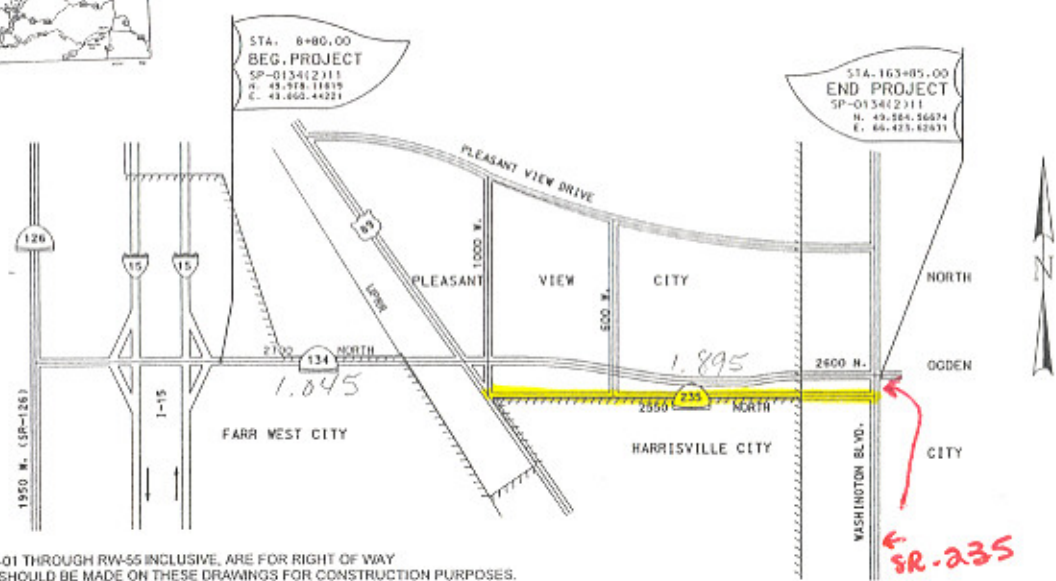 STA. 8+80.00
BEG. PROJECT
SP-0134(2)11
STA. 163+85.00
END PROJECT
SP-0134(2)11
PLEASANT VIEW DRIVE
126
15
15
89
1000 W.
PLEASANT VIEW CITY
NORTH
UPRR
600 W.
N
2700 NORTH
134
1.045
1.895
2600 N.
OGDEN
1950 W. (SR-126)
I-15
235
2550 NORTH
FARR WEST CITY
HARRISVILLE CITY
WASHINGTON BLVD.
CITY
SR-235
-01 THROUGH RW-55 INCLUSIVE, ARE FOR RIGHT OF WAY
SHOULD BE MADE ON THESE DRAWINGS FOR CONSTRUCTION PURPOSES.